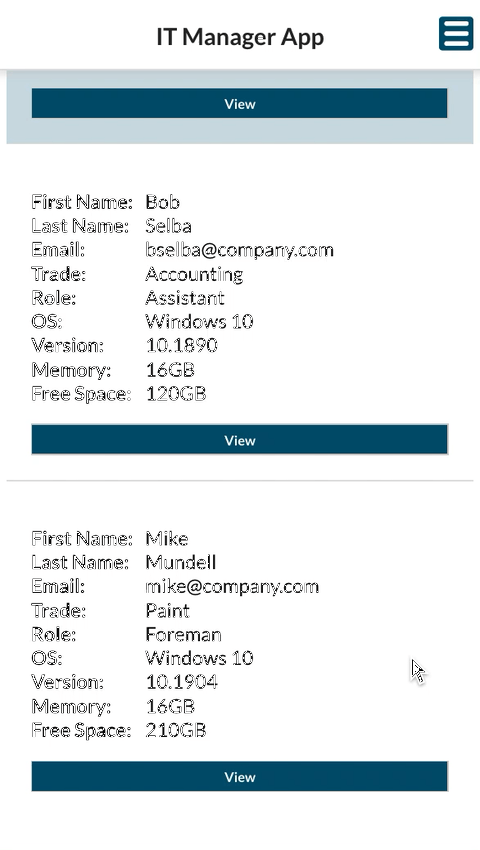 IT Manager App
View
First Name: Bob
Last Name: Selba
Email: bselba@company.com
Trade: Accounting
Role: Assistant
OS: Windows 10
Version: 10.1890
Memory: 16GB
Free Space: 120GB
View
First Name: Mike
Last Name: Mundell
Email: mike@company.com
Trade: Paint
Role: Foreman
OS: Windows 10
Version: 10.1904
Memory: 16GB
Free Space: 210GB
View